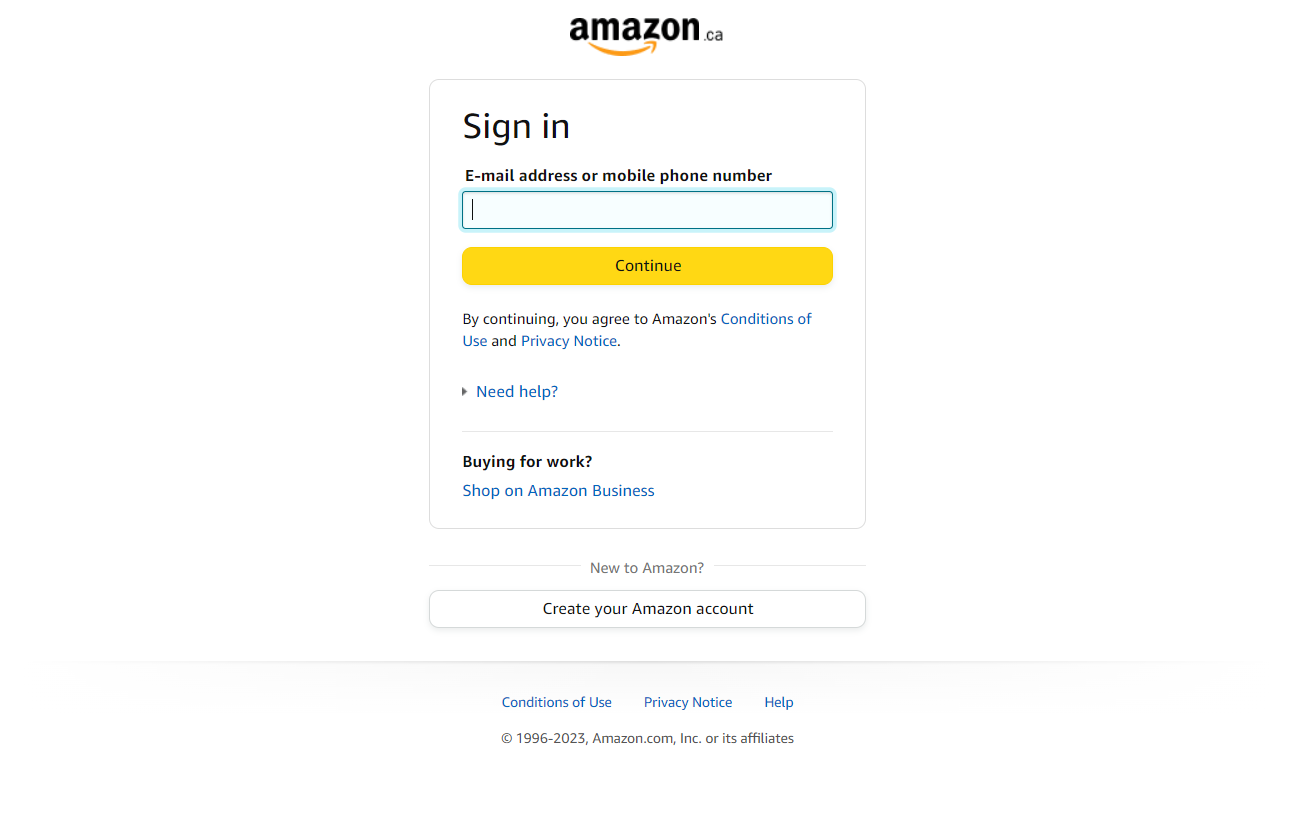 amazon.ca
Sign in
E-mail address or mobile phone number
Continue
By continuing, you agree to Amazon's Conditions of
Use and Privacy Notice.
Need help?
Buying for work?
Shop on Amazon Business
New to Amazon?
Create your Amazon account
Conditions of Use Privacy Notice Help
© 1996-2023, Amazon.com, Inc. or its affiliates